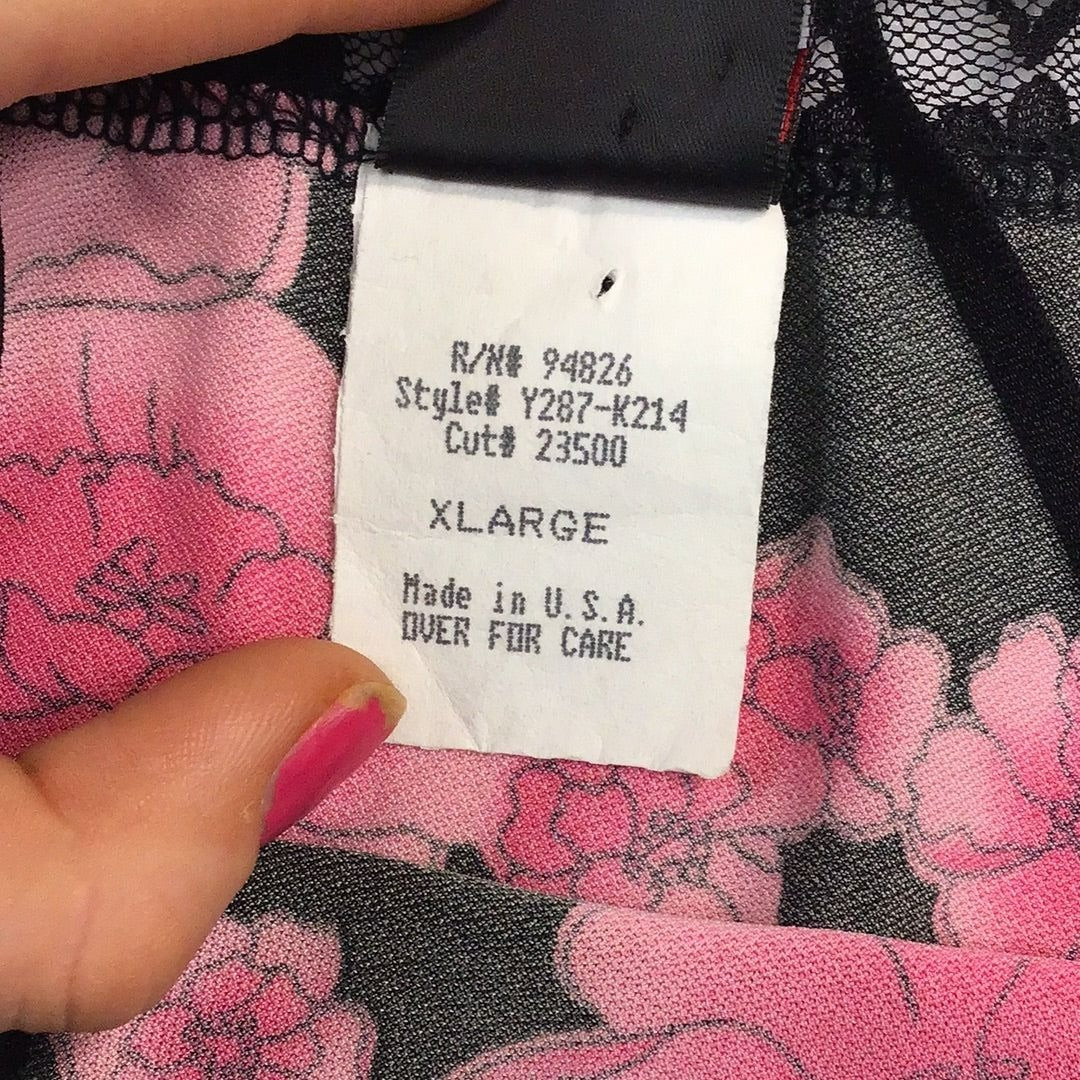 R/N# 94826
Style# Y287-K214
Cut# 23500
XLARGE
Made in U.S.A.
OVER FOR CARE